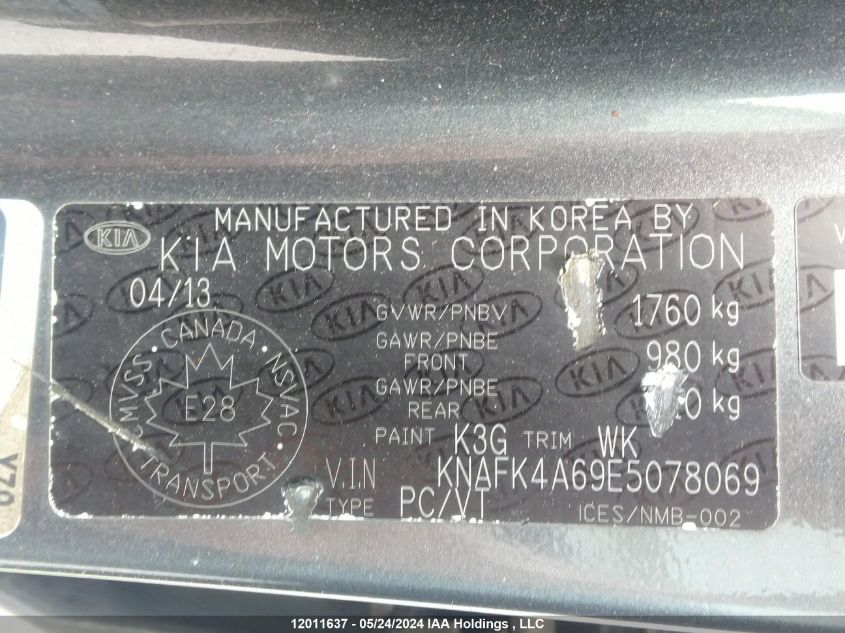 MANUFACTURED IN KOREA BY
KIA KIA MOTORS CORPORATION
04/13
GVWR/PNBV 1760 kg
GAWR/PNBE FRONT 980 kg
GAWR/PNBE REAR 0 kg
PAINT K3G TRIM WK
V.I.N KNAFK4A69E5078069
TYPE PC/VT ICES/NMB-002
CANADA
CMVSS NSVAC
E28
TRANSPORT
12011637 - 05/24/2024 IAA Holdings , LLC